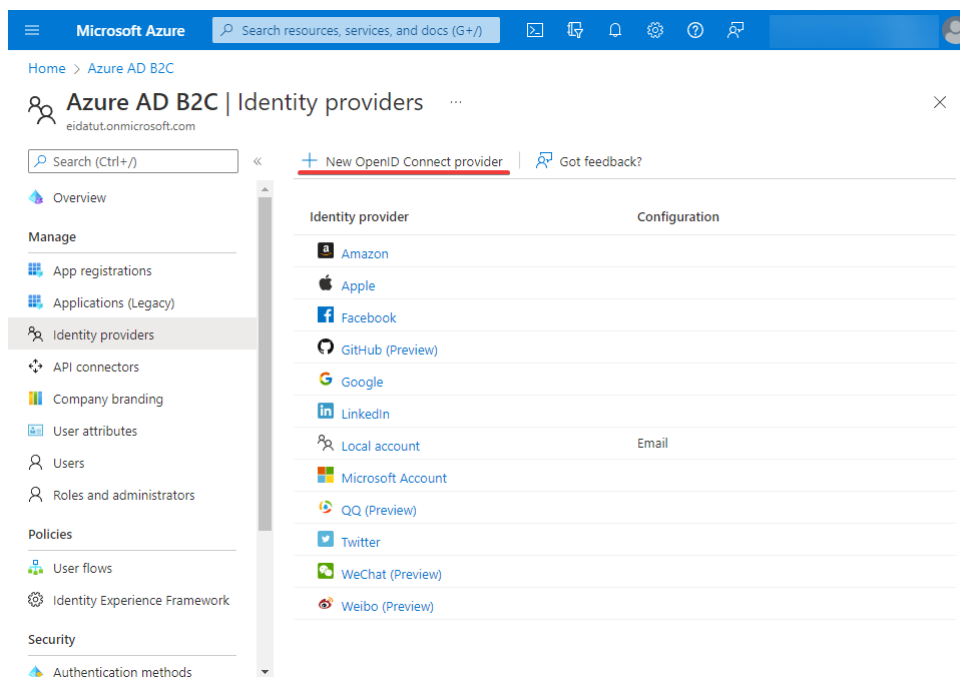 Microsoft Azure
Search resources, services, and docs (G+/)
Home > Azure AD B2C
Azure AD B2C | Identity providers ...
eidatut.onmicrosoft.com
Search (Ctrl+/)
«
+ New OpenID Connect provider
Got feedback?
Overview
Manage
App registrations
Applications (Legacy)
Identity providers
API connectors
Company branding
User attributes
Users
Roles and administrators
Policies
User flows
Identity Experience Framework
Security
Authentication methods
Identity provider Configuration
Amazon
Apple
Facebook
GitHub (Preview)
Google
LinkedIn
Local account Email
Microsoft Account
QQ (Preview)
Twitter
WeChat (Preview)
Weibo (Preview)